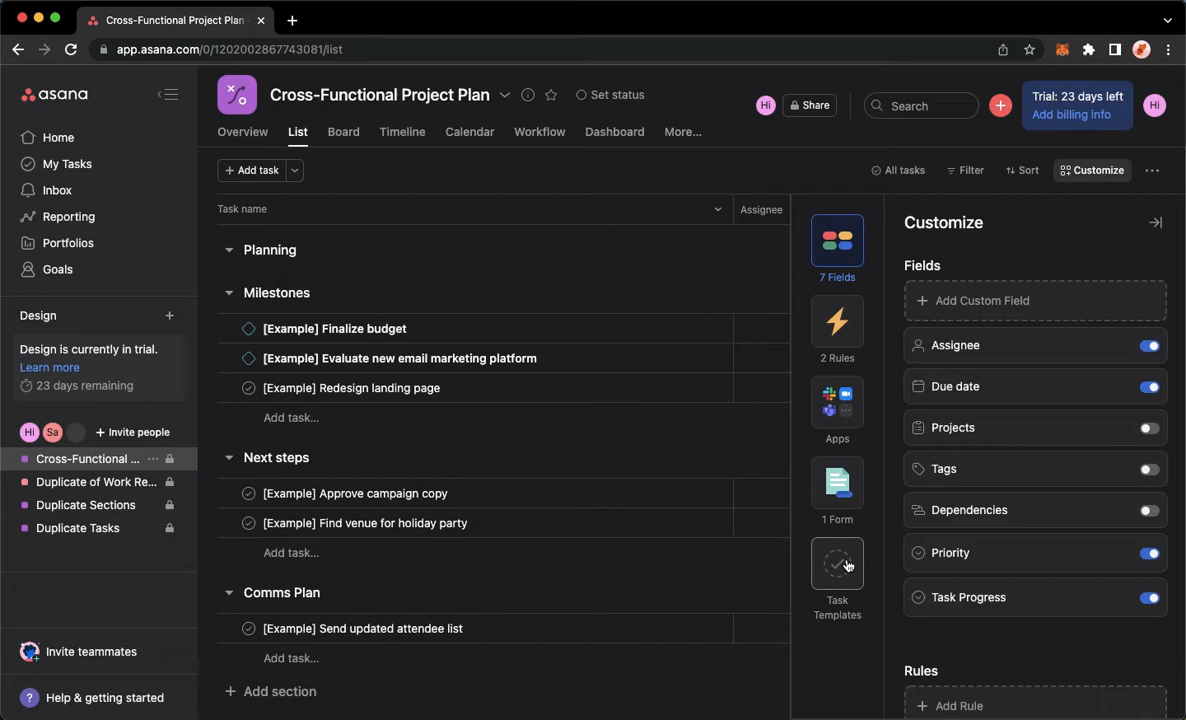 Cross-Functional Project Plan
app.asana.com/0/1202002867743081/list
asana
Home
My Tasks
Inbox
Reporting
Portfolios
Goals
Design
Design is currently in trial.
Learn more
23 days remaining
Hi Sa + Invite people
Cross-Functional ... ...
Duplicate of Work Re...
Duplicate Sections
Duplicate Tasks
Invite teammates
? Help & getting started
Cross-Functional Project Plan
Set status
Hi
Share
Search
Trial: 23 days left
Add billing info
Hi
Overview List Board Timeline Calendar Workflow Dashboard More...
+ Add task
All tasks Filter Sort Customize ...
Task name Assignee
Planning
Milestones
[Example] Finalize budget
[Example] Evaluate new email marketing platform
[Example] Redesign landing page
Add task...
Next steps
[Example] Approve campaign copy
[Example] Find venue for holiday party
Add task...
Comms Plan
[Example] Send updated attendee list
Add task...
+ Add section
7 Fields
2 Rules
Apps
1 Form
Task
Templates
Customize
Fields
+ Add Custom Field
Assignee
Due date
Projects
Tags
Dependencies
Priority
Task Progress
Rules
+ Add Rule